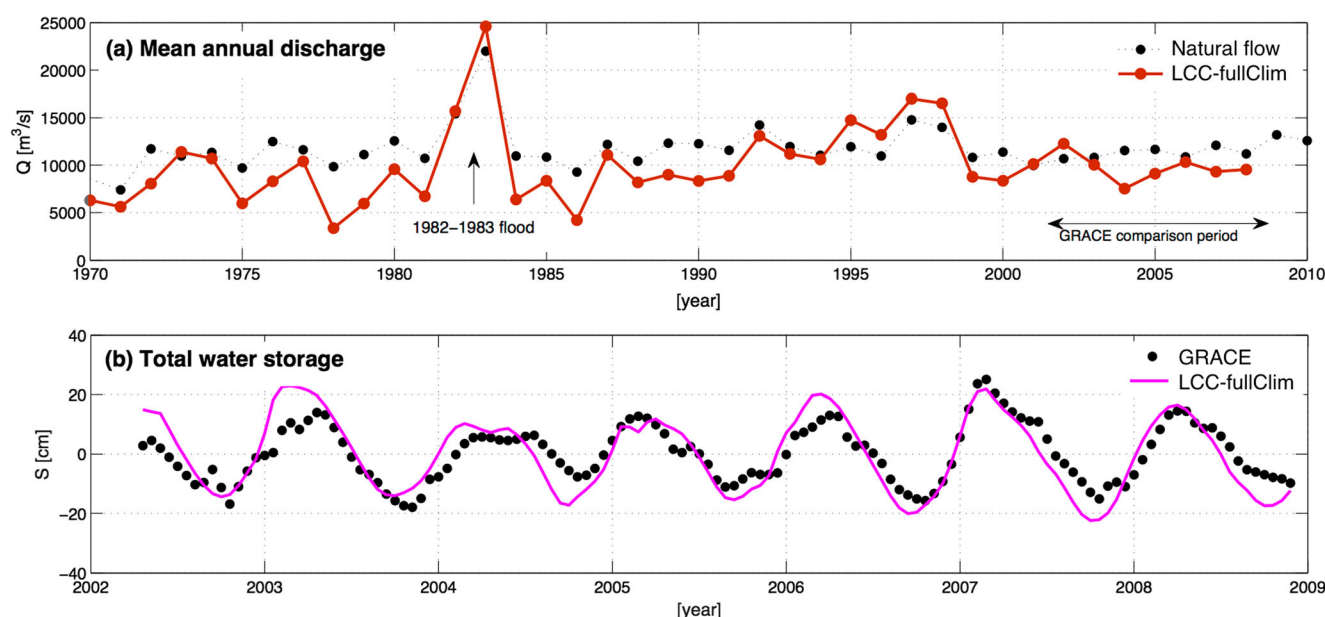 (a) Mean annual discharge
Natural flow
LCC-fullClim
25000
20000
15000
10000
5000
0
Q [m³/s]
1982–1983 flood
GRACE comparison period
1970
1975
1980
1985
1990
1995
2000
2005
2010
[year]
(b) Total water storage
GRACE
LCC-fullClim
40
20
0
−20
−40
S [cm]
2002
2003
2004
2005
2006
2007
2008
2009
[year]